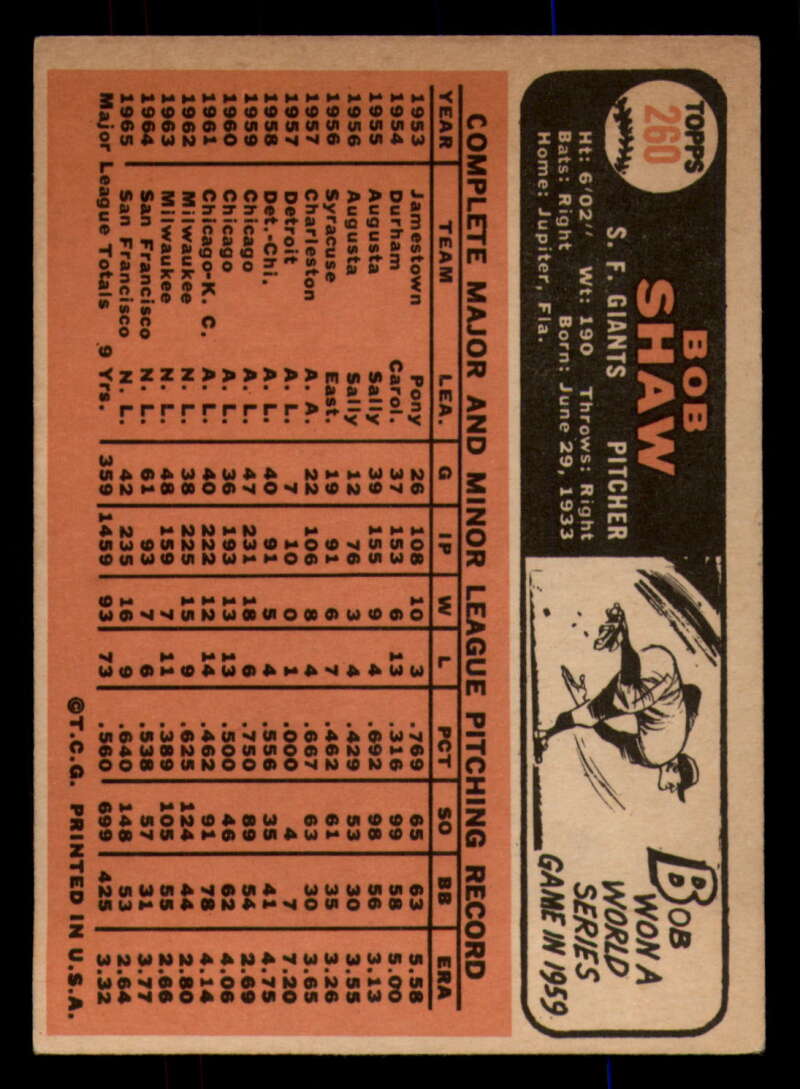 TOPPS
260
BOB
SHAW
S. F. GIANTS PITCHER
Ht: 6'02" Wt: 190 Throws: Right
Bats: Right Born: June 29, 1933
Home: Jupiter, Fla.
BOB
WON A
WORLD
SERIES
GAME IN 1959
COMPLETE MAJOR AND MINOR LEAGUE PITCHING RECORD
YEAR TEAM LEA. G IP W L PCT SO BB ERA
1953 Jamestown Pony 26 108 10 3 .769 65 63 5.58
1954 Durham Carol. 37 153 6 13 .316 99 58 5.00
1955 Augusta Sally 39 155 9 4 .692 98 56 3.13
1956 Augusta Sally 12 76 3 4 .429 53 30 3.55
1956 Syracuse East. 19 91 6 7 .462 61 35 3.26
1957 Charleston A. A. 22 106 8 4 .667 63 30 3.65
1957 Detroit A. L. 7 10 0 1 .000 4 7 7.20
1958 Det.-Chi. A. L. 40 91 5 4 .556 35 41 4.75
1959 Chicago A. L. 47 231 18 6 .750 89 54 2.69
1960 Chicago A. L. 36 193 13 13 .500 46 62 4.06
1961 Chicago-K. C. A. L. 40 222 12 14 .462 91 78 4.14
1962 Milwaukee N. L. 38 225 15 9 .625 124 44 2.80
1963 Milwaukee N. L. 48 159 7 11 .389 105 55 2.66
1964 San Francisco N. L. 61 93 7 6 .538 57 31 3.77
1965 San Francisco N. L. 42 235 16 9 .640 148 53 2.64
Major League Totals 9 Yrs. 359 1459 93 73 .560 699 425 3.32
©T.C.G. PRINTED IN U.S.A.